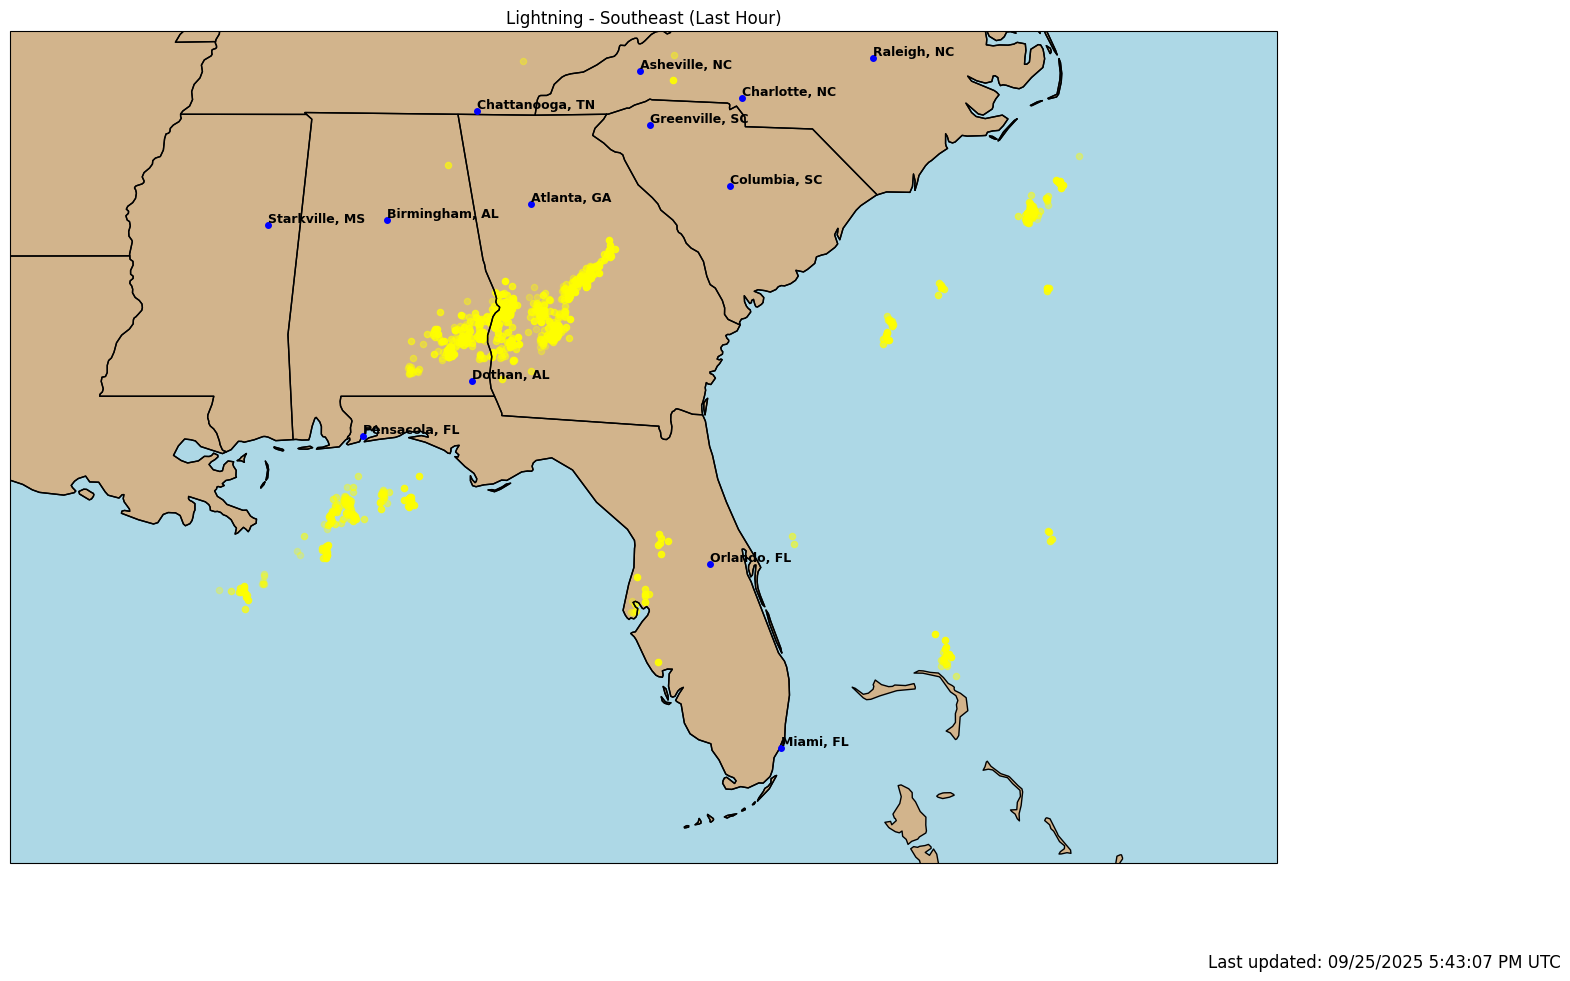 Lightning - Southeast (Last Hour)
Raleigh, NC
Asheville, NC
Charlotte, NC
Chattanooga, TN
Greenville, SC
Columbia, SC
Atlanta, GA
Birmingham, AL
Starkville, MS
Dothan, AL
Pensacola, FL
Orlando, FL
Miami, FL
Last updated: 09/25/2025 5:43:07 PM UTC